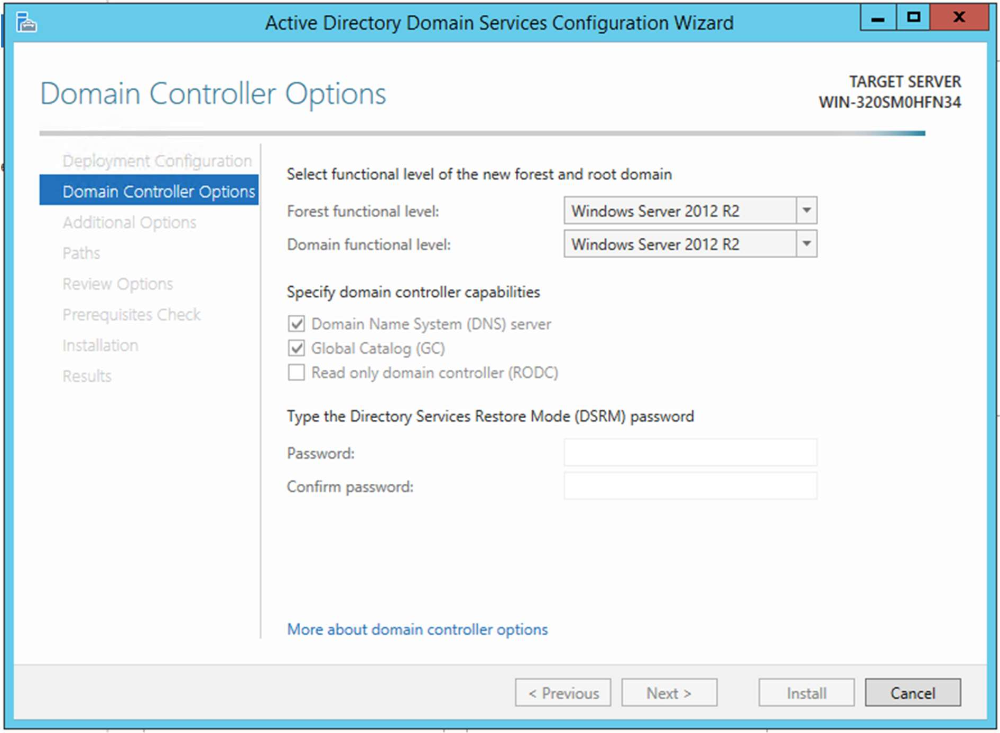 Active Directory Domain Services Configuration Wizard
Domain Controller Options
TARGET SERVER
WIN-320SM0HFN34
Deployment Configuration
Domain Controller Options
Additional Options
Paths
Review Options
Prerequisites Check
Installation
Results
Select functional level of the new forest and root domain
Forest functional level: Windows Server 2012 R2
Domain functional level: Windows Server 2012 R2
Specify domain controller capabilities
Domain Name System (DNS) server
Global Catalog (GC)
Read only domain controller (RODC)
Type the Directory Services Restore Mode (DSRM) password
Password:
Confirm password:
More about domain controller options
< Previous Next > Install Cancel